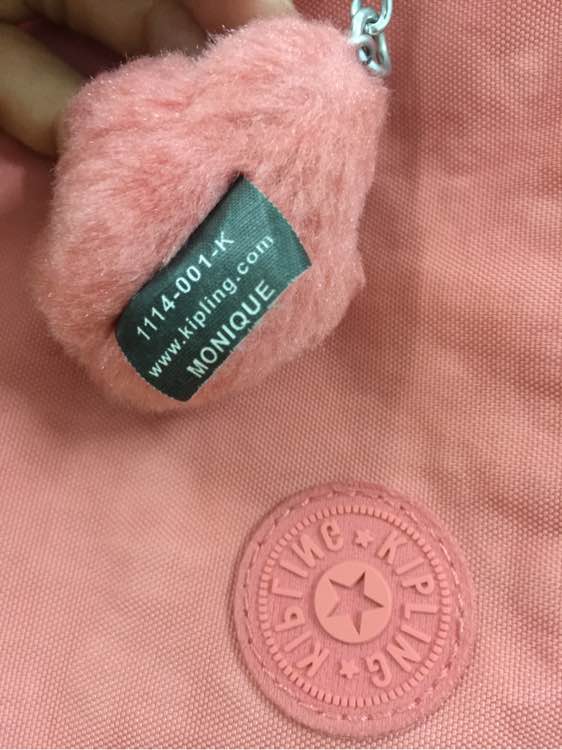 1114-001-K
www.kipling.com
MONIQUE
KIPLING ★ KIPLING ★